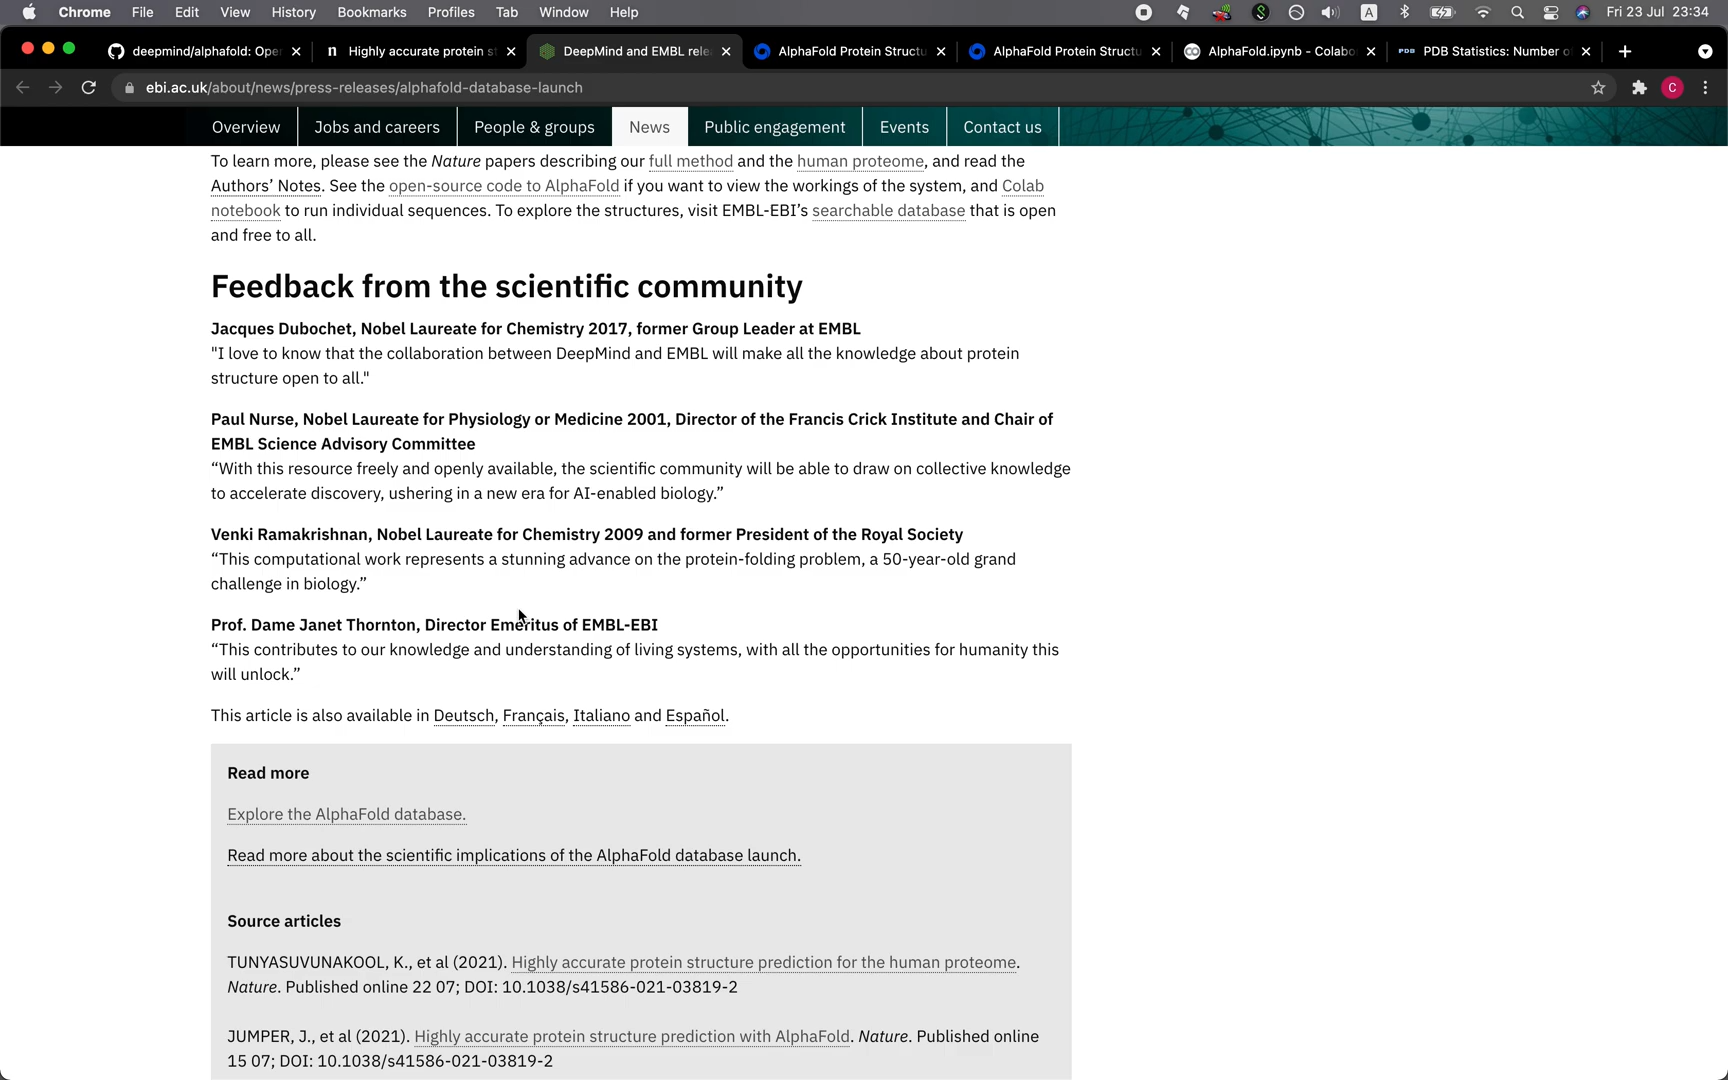 Chrome File Edit View History Bookmarks Profiles Tab Window Help A Fri 23 Jul 23:34
deepmind/alphafold: Ope Highly accurate protein s DeepMind and EMBL rele AlphaFold Protein Structu AlphaFold Protein Structu AlphaFold.ipynb - Colabo PDB PDB Statistics: Number o
ebi.ac.uk/about/news/press-releases/alphafold-database-launch C
Overview Jobs and careers People & groups News Public engagement Events Contact us
To learn more, please see the Nature papers describing our full method and the human proteome, and read the
Authors’ Notes. See the open-source code to AlphaFold if you want to view the workings of the system, and Colab
notebook to run individual sequences. To explore the structures, visit EMBL-EBI’s searchable database that is open
and free to all.
Feedback from the scientific community
Jacques Dubochet, Nobel Laureate for Chemistry 2017, former Group Leader at EMBL
"I love to know that the collaboration between DeepMind and EMBL will make all the knowledge about protein
structure open to all."
Paul Nurse, Nobel Laureate for Physiology or Medicine 2001, Director of the Francis Crick Institute and Chair of
EMBL Science Advisory Committee
“With this resource freely and openly available, the scientific community will be able to draw on collective knowledge
to accelerate discovery, ushering in a new era for AI-enabled biology.”
Venki Ramakrishnan, Nobel Laureate for Chemistry 2009 and former President of the Royal Society
“This computational work represents a stunning advance on the protein-folding problem, a 50-year-old grand
challenge in biology.”
Prof. Dame Janet Thornton, Director Emeritus of EMBL-EBI
“This contributes to our knowledge and understanding of living systems, with all the opportunities for humanity this
will unlock.”
This article is also available in Deutsch, Français, Italiano and Español.
Read more
Explore the AlphaFold database.
Read more about the scientific implications of the AlphaFold database launch.
Source articles
TUNYASUVUNAKOOL, K., et al (2021). Highly accurate protein structure prediction for the human proteome.
Nature. Published online 22 07; DOI: 10.1038/s41586-021-03819-2
JUMPER, J., et al (2021). Highly accurate protein structure prediction with AlphaFold. Nature. Published online
15 07; DOI: 10.1038/s41586-021-03819-2